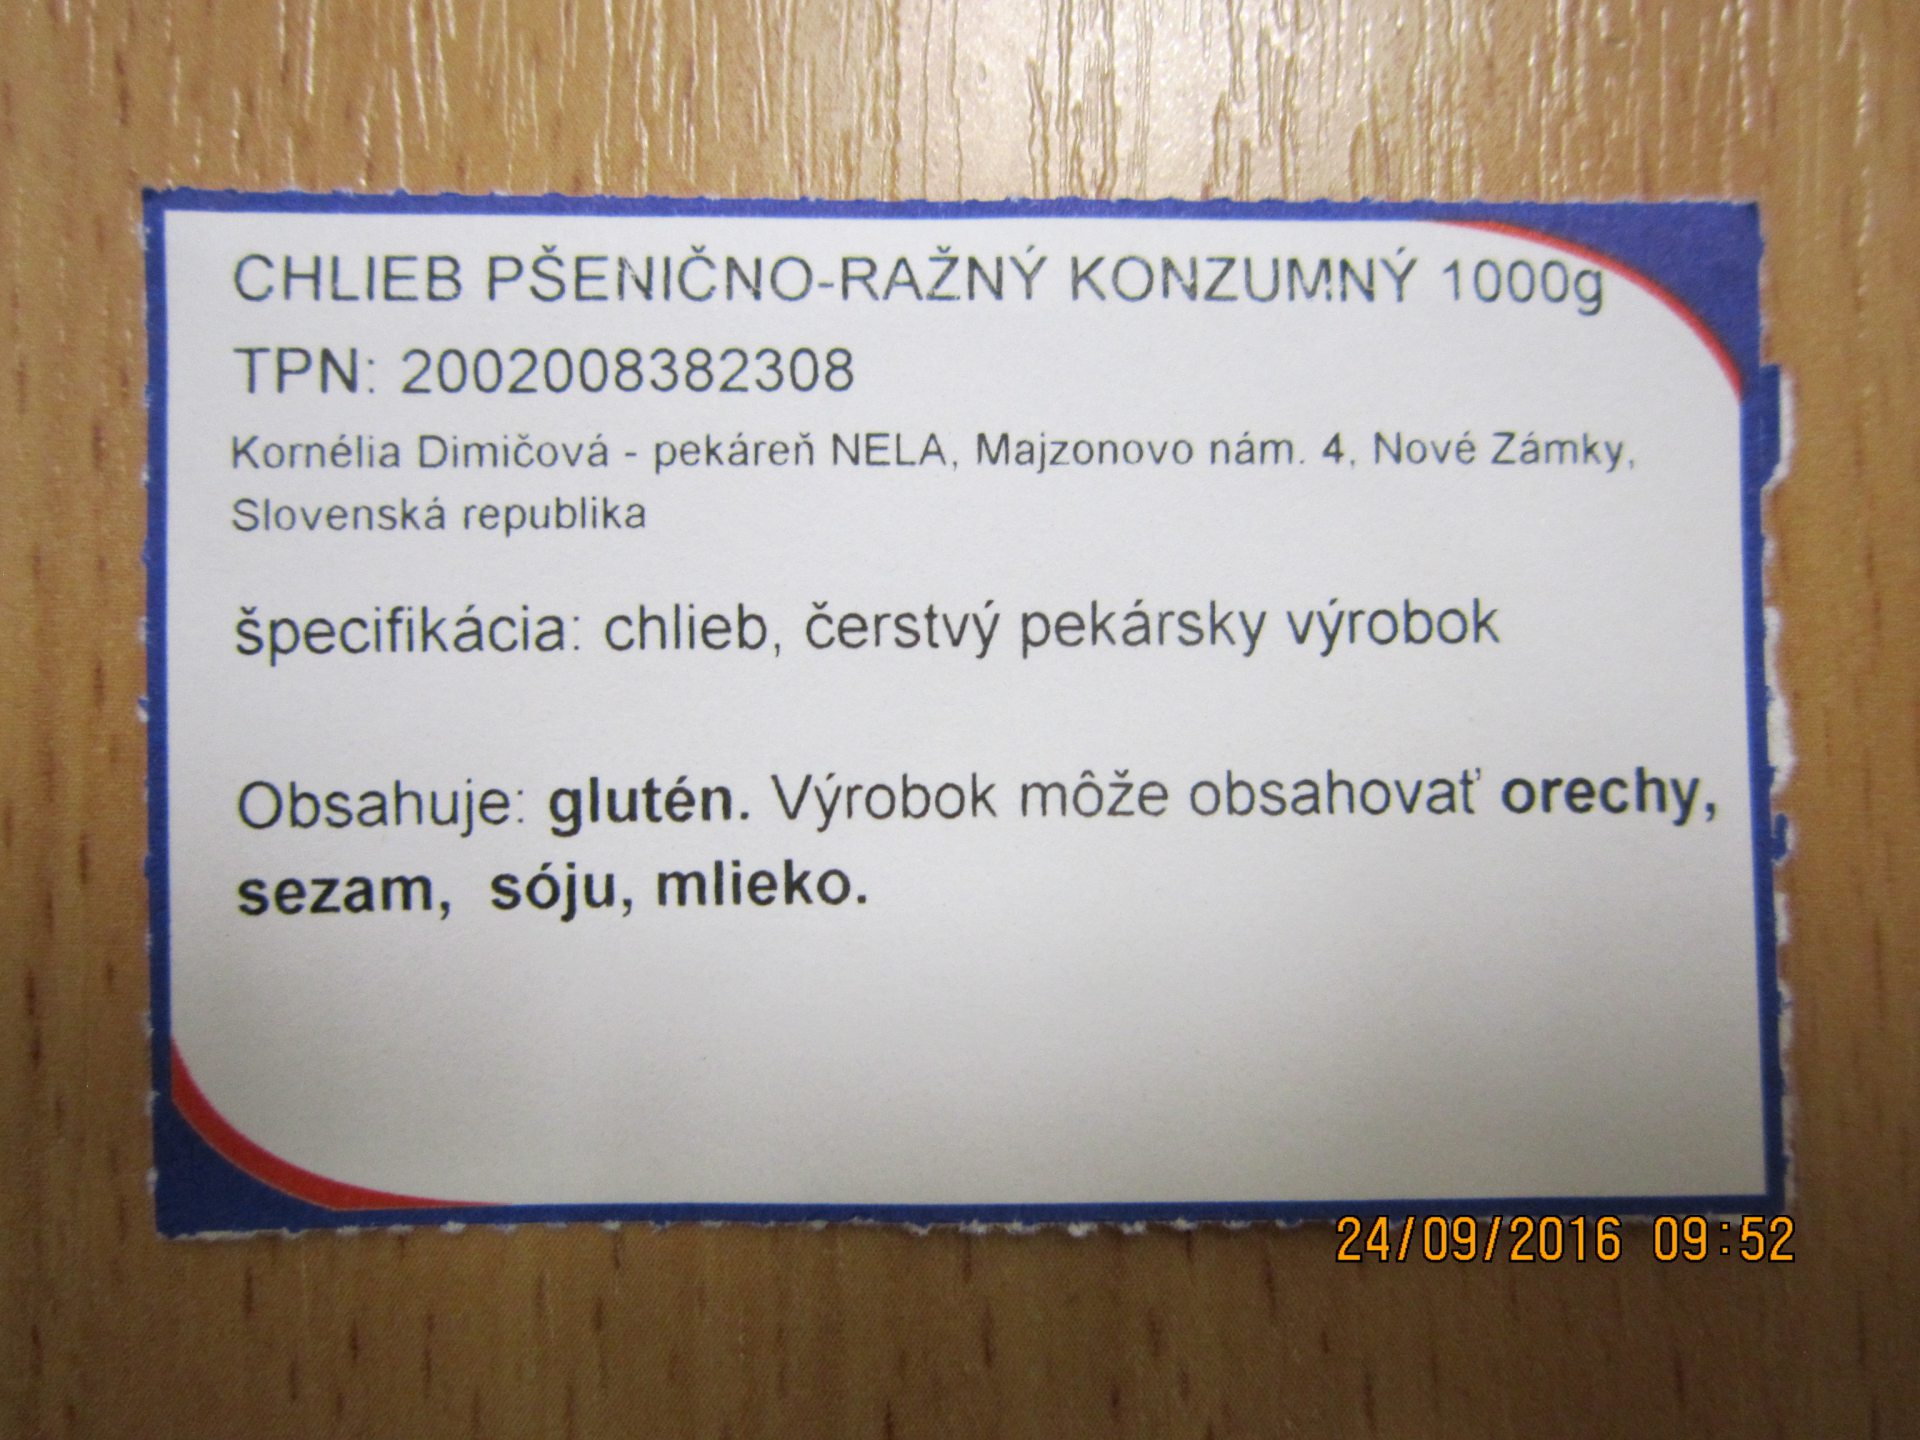 CHLIEB PŠENIČNO-RAŽNÝ KONZUMNÝ 1000g
TPN: 2002008382308
Kornélia Dimičová - pekáreň NELA, Majzonovo nám. 4, Nové Zámky,
Slovenská republika
špecifikácia: chlieb, čerstvý pekársky výrobok
Obsahuje: glutén. Výrobok môže obsahovať orechy,
sezam, sóju, mlieko.
24/09/2016 09:52